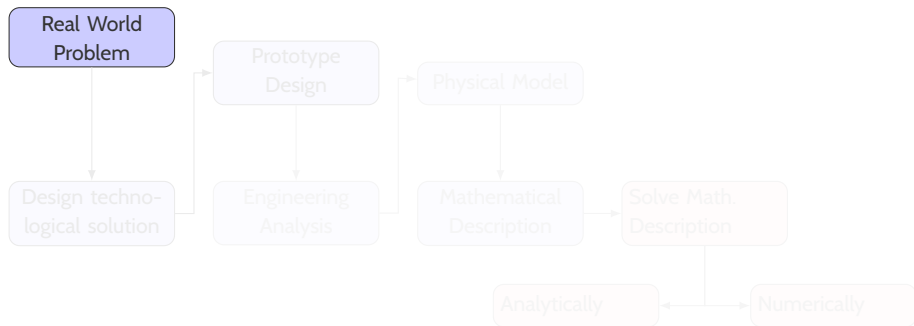 Real World
Problem
Prototype
Design
Physical Model
Design techno-
logical solution
Engineering
Analysis
Mathematical
Description
Solve Math.
Description
Analytically
Numerically